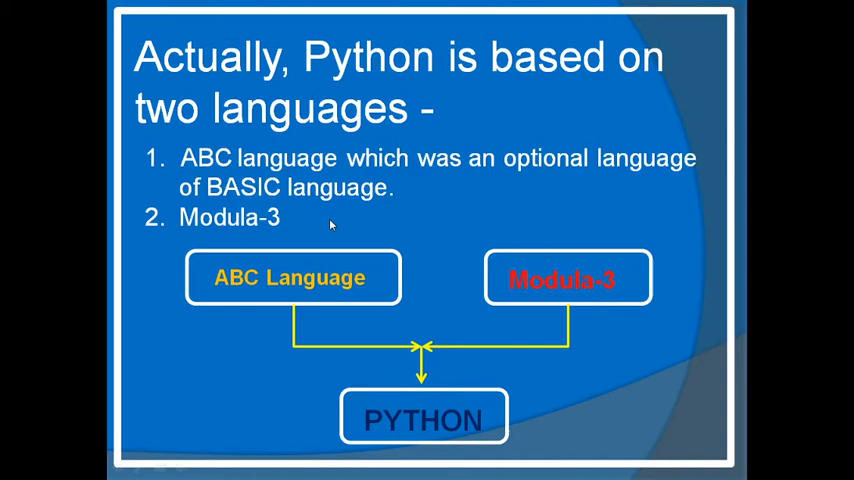 Actually, Python is based on
two languages -
1. ABC language which was an optional language
of BASIC language.
2. Modula-3
ABC Language
Modula-3
PYTHON